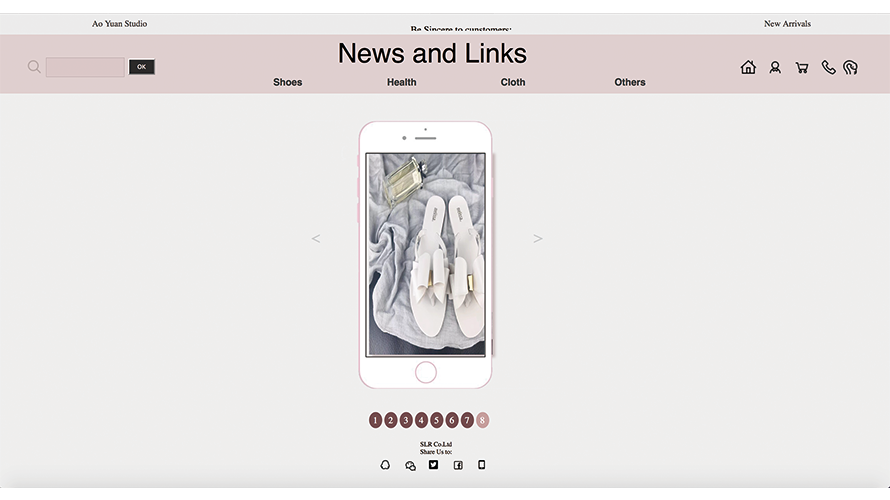 Ao Yuan Studio
Be Sincere to cunstomers:
New Arrivals
News and Links
OK
Shoes Health Cloth Others
< >
1 2 3 4 5 6 7 8
SLR Co.Ltd
Share Us to: